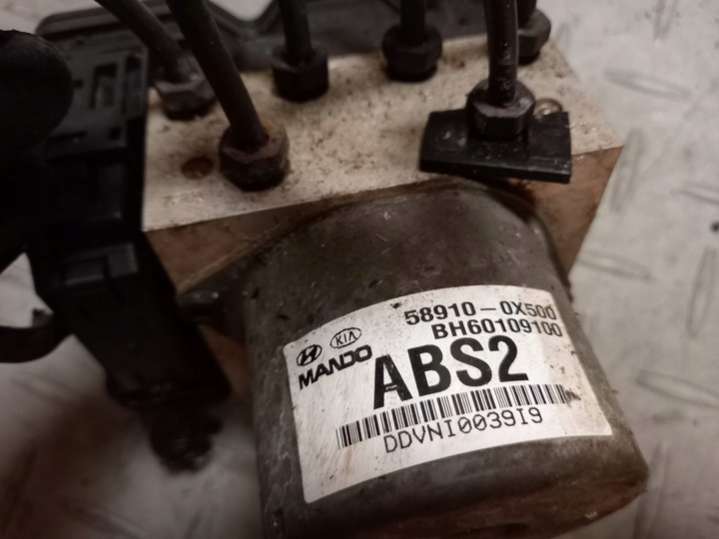 58910-0X500
BH60109100
KIA
MANDO
ABS2
DDVNI0039I9